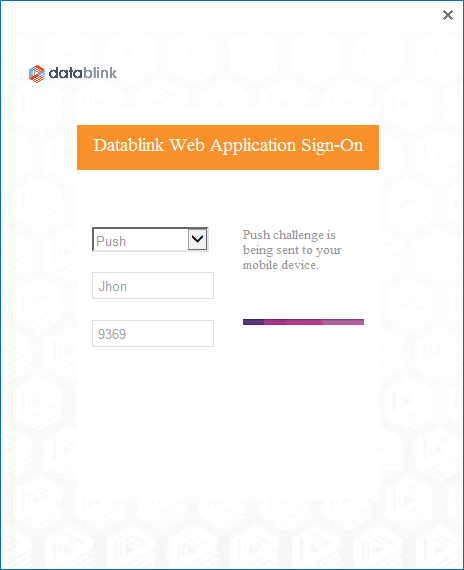 datablink
Datablink Web Application Sign-On
Push
Push challenge is
being sent to your
mobile device.
Jhon
9369